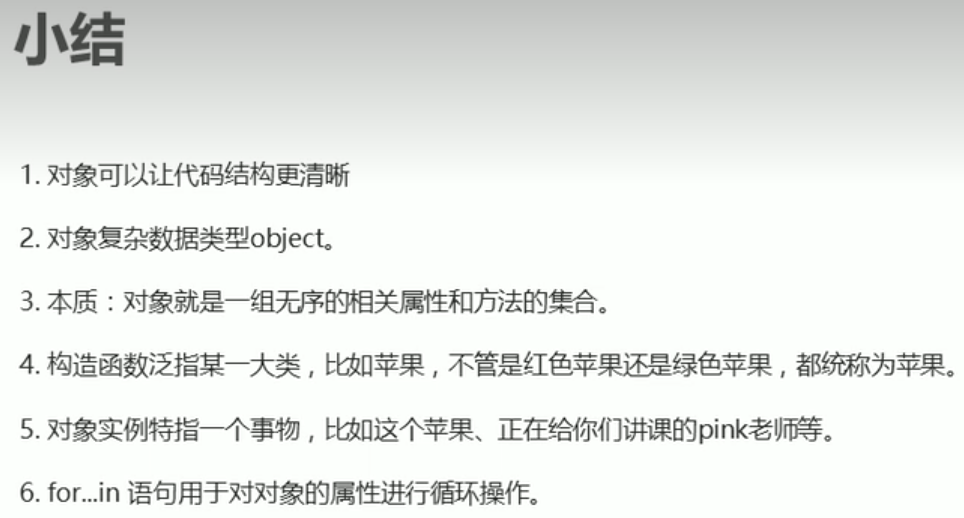 小结
1. 对象可以让代码结构更清晰
2. 对象复杂数据类型object。
3. 本质：对象就是一组无序的相关属性和方法的集合。
4. 构造函数泛指某一大类，比如苹果，不管是红色苹果还是绿色苹果，都统称为苹果。
5. 对象实例特指一个事物，比如这个苹果、正在给你们讲课的pink老师等。
6. for...in 语句用于对对象的属性进行循环操作。